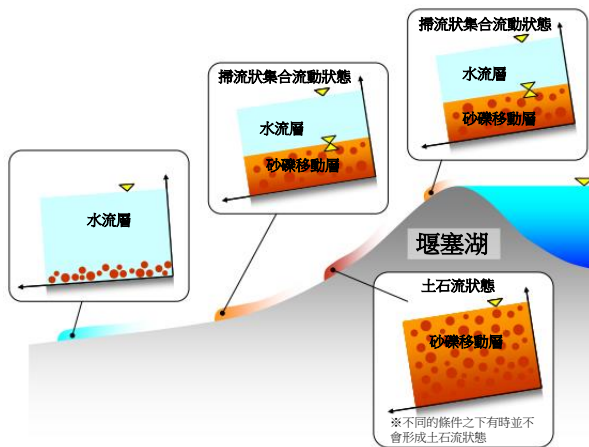 掃流狀集合流動狀態
水流層
砂礫移動層
掃流狀集合流動狀態
水流層
砂礫移動層
水流層
堰塞湖
土石流狀態
砂礫移動層
※不同的條件之下有時並不
會形成土石流狀態